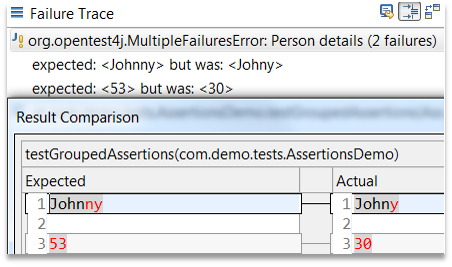 Failure Trace
org.opentest4j.MultipleFailuresError: Person details (2 failures)
expected: <Johnny> but was: <Johny>
expected: <53> but was: <30>
Result Comparison
testGroupedAssertions(com.demo.tests.AssertionsDemo)
Expected Actual
1 Johnny 1 Johny
2 2
3 53 3 30